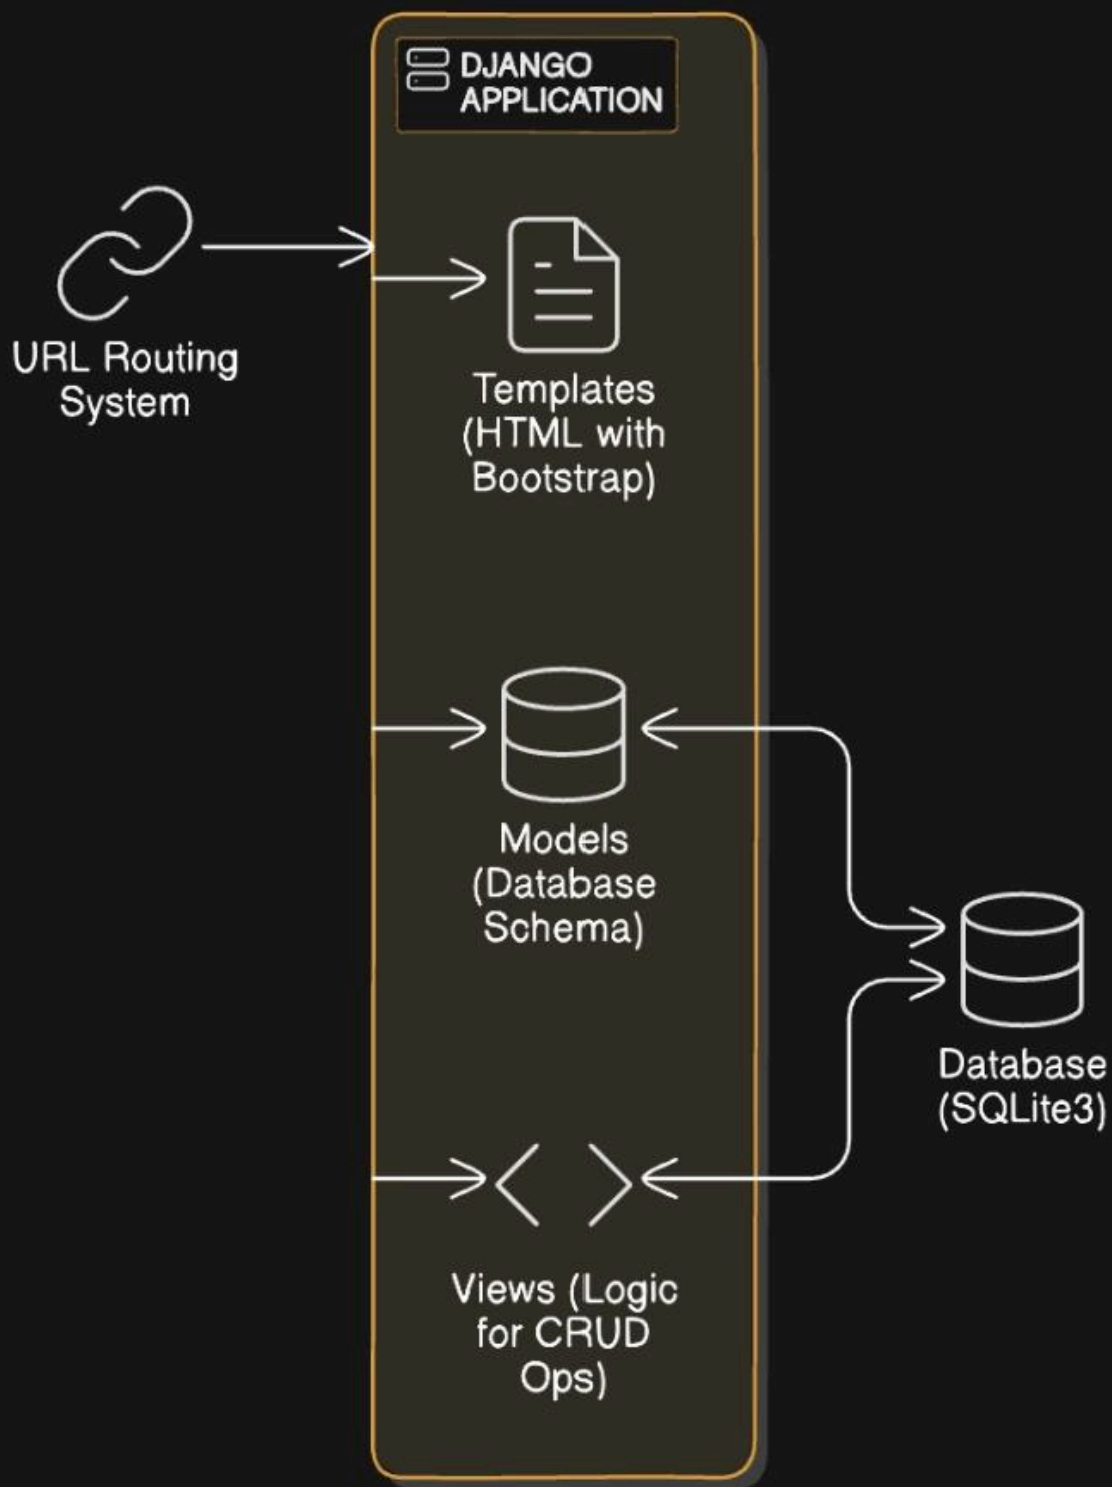 DJANGO
APPLICATION
URL Routing
System
Templates
(HTML with
Bootstrap)
Models
(Database
Schema)
Database
(SQLite3)
Views (Logic
for CRUD
Ops)